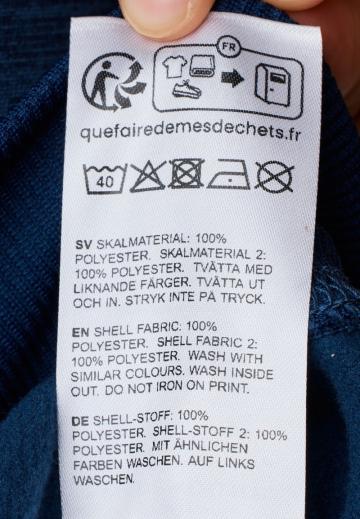 FR
quefairedemesdechets.fr
40
SV SKALMATERIAL: 100%
POLYESTER. SKALMATERIAL 2:
100% POLYESTER. TVÄTTA MED
LIKNANDE FÄRGER. TVÄTTA UT
OCH IN. STRYK INTE PÅ TRYCK.
EN SHELL FABRIC: 100%
POLYESTER. SHELL FABRIC 2:
100% POLYESTER. WASH WITH
SIMILAR COLOURS. WASH INSIDE
OUT. DO NOT IRON ON PRINT.
DE SHELL-STOFF: 100%
POLYESTER. SHELL-STOFF 2: 100%
POLYESTER. MIT ÄHNLICHEN
FARBEN WASCHEN. AUF LINKS
WASCHEN.